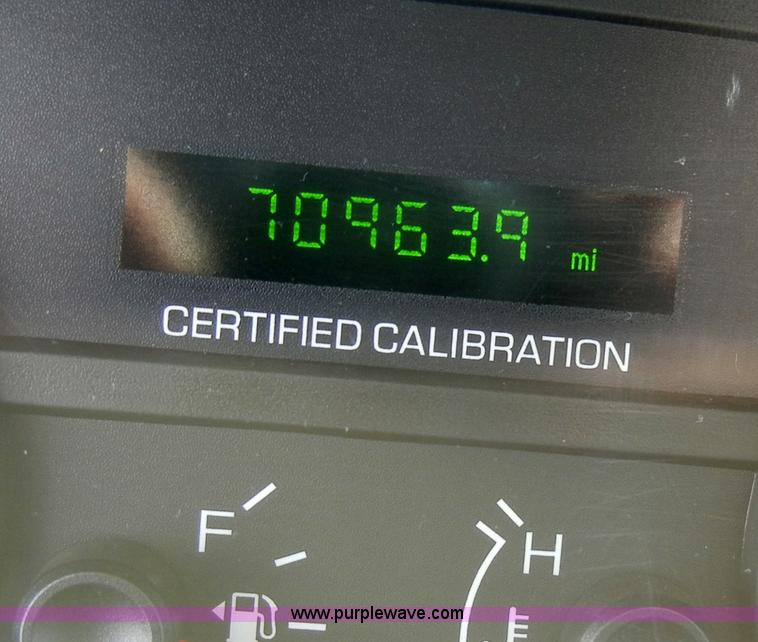 70963.9 mi
CERTIFIED CALIBRATION
F
H
www.purplewave.com